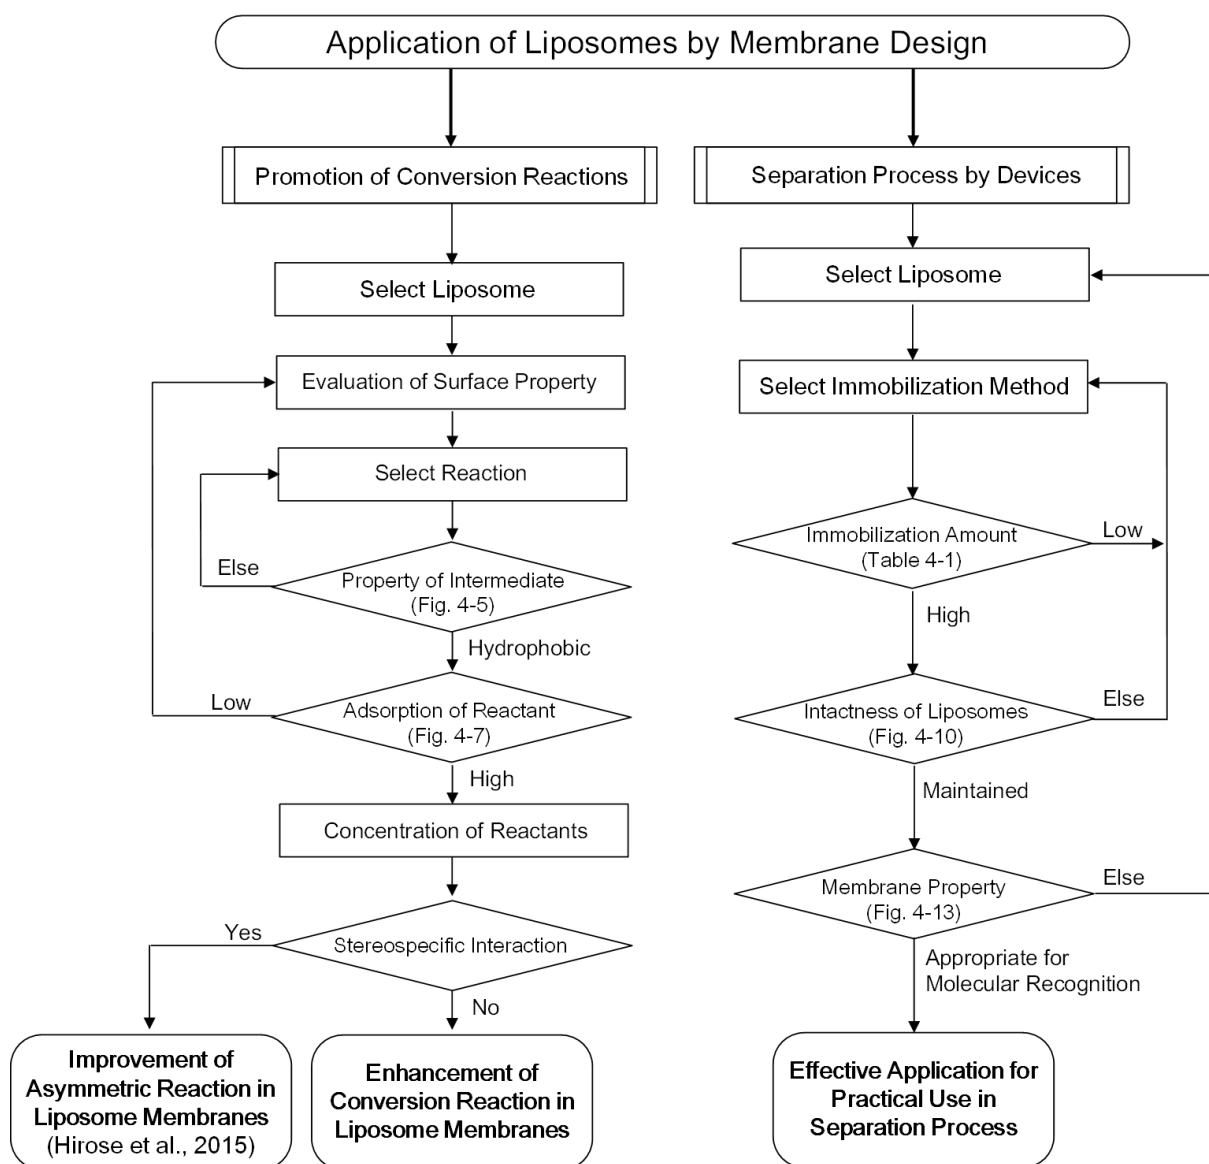 Application of Liposomes by Membrane Design
Promotion of Conversion Reactions
Select Liposome
Evaluation of Surface Property
Select Reaction
Else
Property of Intermediate
(Fig. 4-5)
Hydrophobic
Low
Adsorption of Reactant
(Fig. 4-7)
High
Concentration of Reactants
Yes
Stereospecific Interaction
No
Improvement of
Asymmetric Reaction in
Liposome Membranes
(Hirose et al., 2015)
Enhancement of
Conversion Reaction in
Liposome Membranes
Separation Process by Devices
Select Liposome
Select Immobilization Method
Immobilization Amount
(Table 4-1)
Low
High
Intactness of Liposomes
(Fig. 4-10)
Else
Maintained
Membrane Property
(Fig. 4-13)
Else
Appropriate for
Molecular Recognition
Effective Application for
Practical Use in
Separation Process